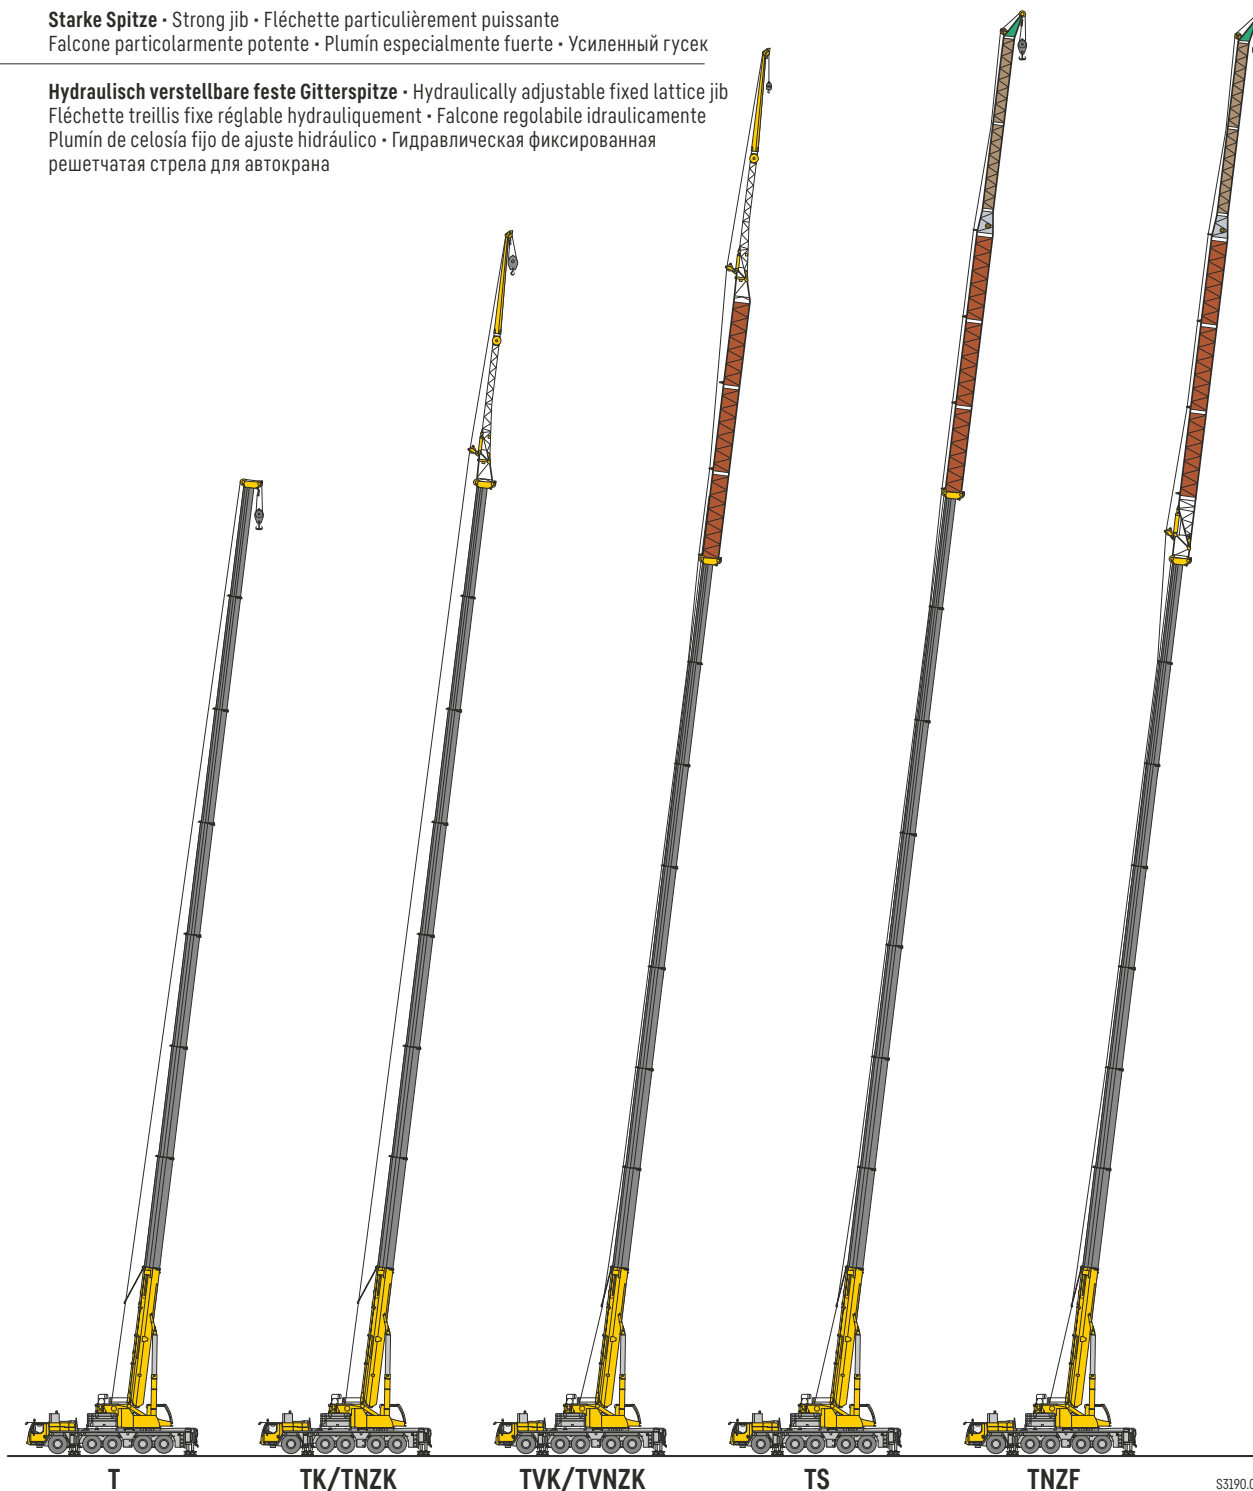 Starke Spitze • Strong jib • Fléchette particulièrement puissante
Falcone particolarmente potente • Plumín especialmente fuerte • Усиленный гусек
Hydraulisch verstellbare feste Gitterspitze • Hydraulically adjustable fixed lattice jib
Fléchette treillis fixe réglable hydrauliquement • Falcone regolabile idraulicamente
Plumín de celosía fijo de ajuste hidráulico • Гидравлическая фиксированная
решетчатая стрела для автокрана
T TK/TNZK TVK/TVNZK TS TNZF